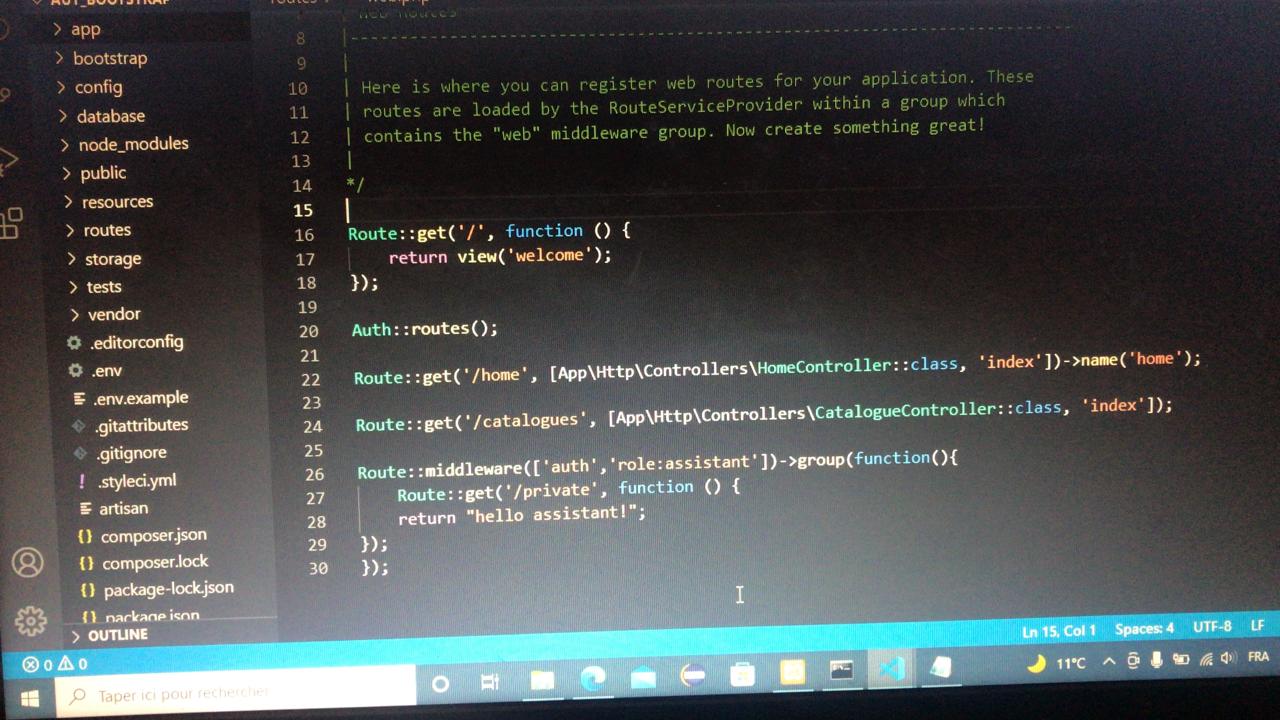 AUT_BOOTSTRAP
app
bootstrap
config
database
node_modules
public
resources
routes
storage
tests
vendor
.editorconfig
.env
.env.example
.gitattributes
.gitignore
.styleci.yml
artisan
composer.json
composer.lock
package-lock.json
package.json
OUTLINE
Web Routes
8 |--------------------------------------------------------------------------
9 |
10 | Here is where you can register web routes for your application. These
11 | routes are loaded by the RouteServiceProvider within a group which
12 | contains the "web" middleware group. Now create something great!
13 |
14 */
15
16 Route::get('/', function () {
17 return view('welcome');
18 });
19
20 Auth::routes();
21
22 Route::get('/home', [App\Http\Controllers\HomeController::class, 'index'])->name('home');
23
24 Route::get('/catalogues', [App\Http\Controllers\CatalogueController::class, 'index']);
25
26 Route::middleware(['auth','role:assistant'])->group(function(){
27 Route::get('/private', function () {
28 return "hello assistant!";
29 });
30 });
0 0 Ln 15, Col 1 Spaces: 4 UTF-8 LF
Taper ici pour rechercher 11°C FRA